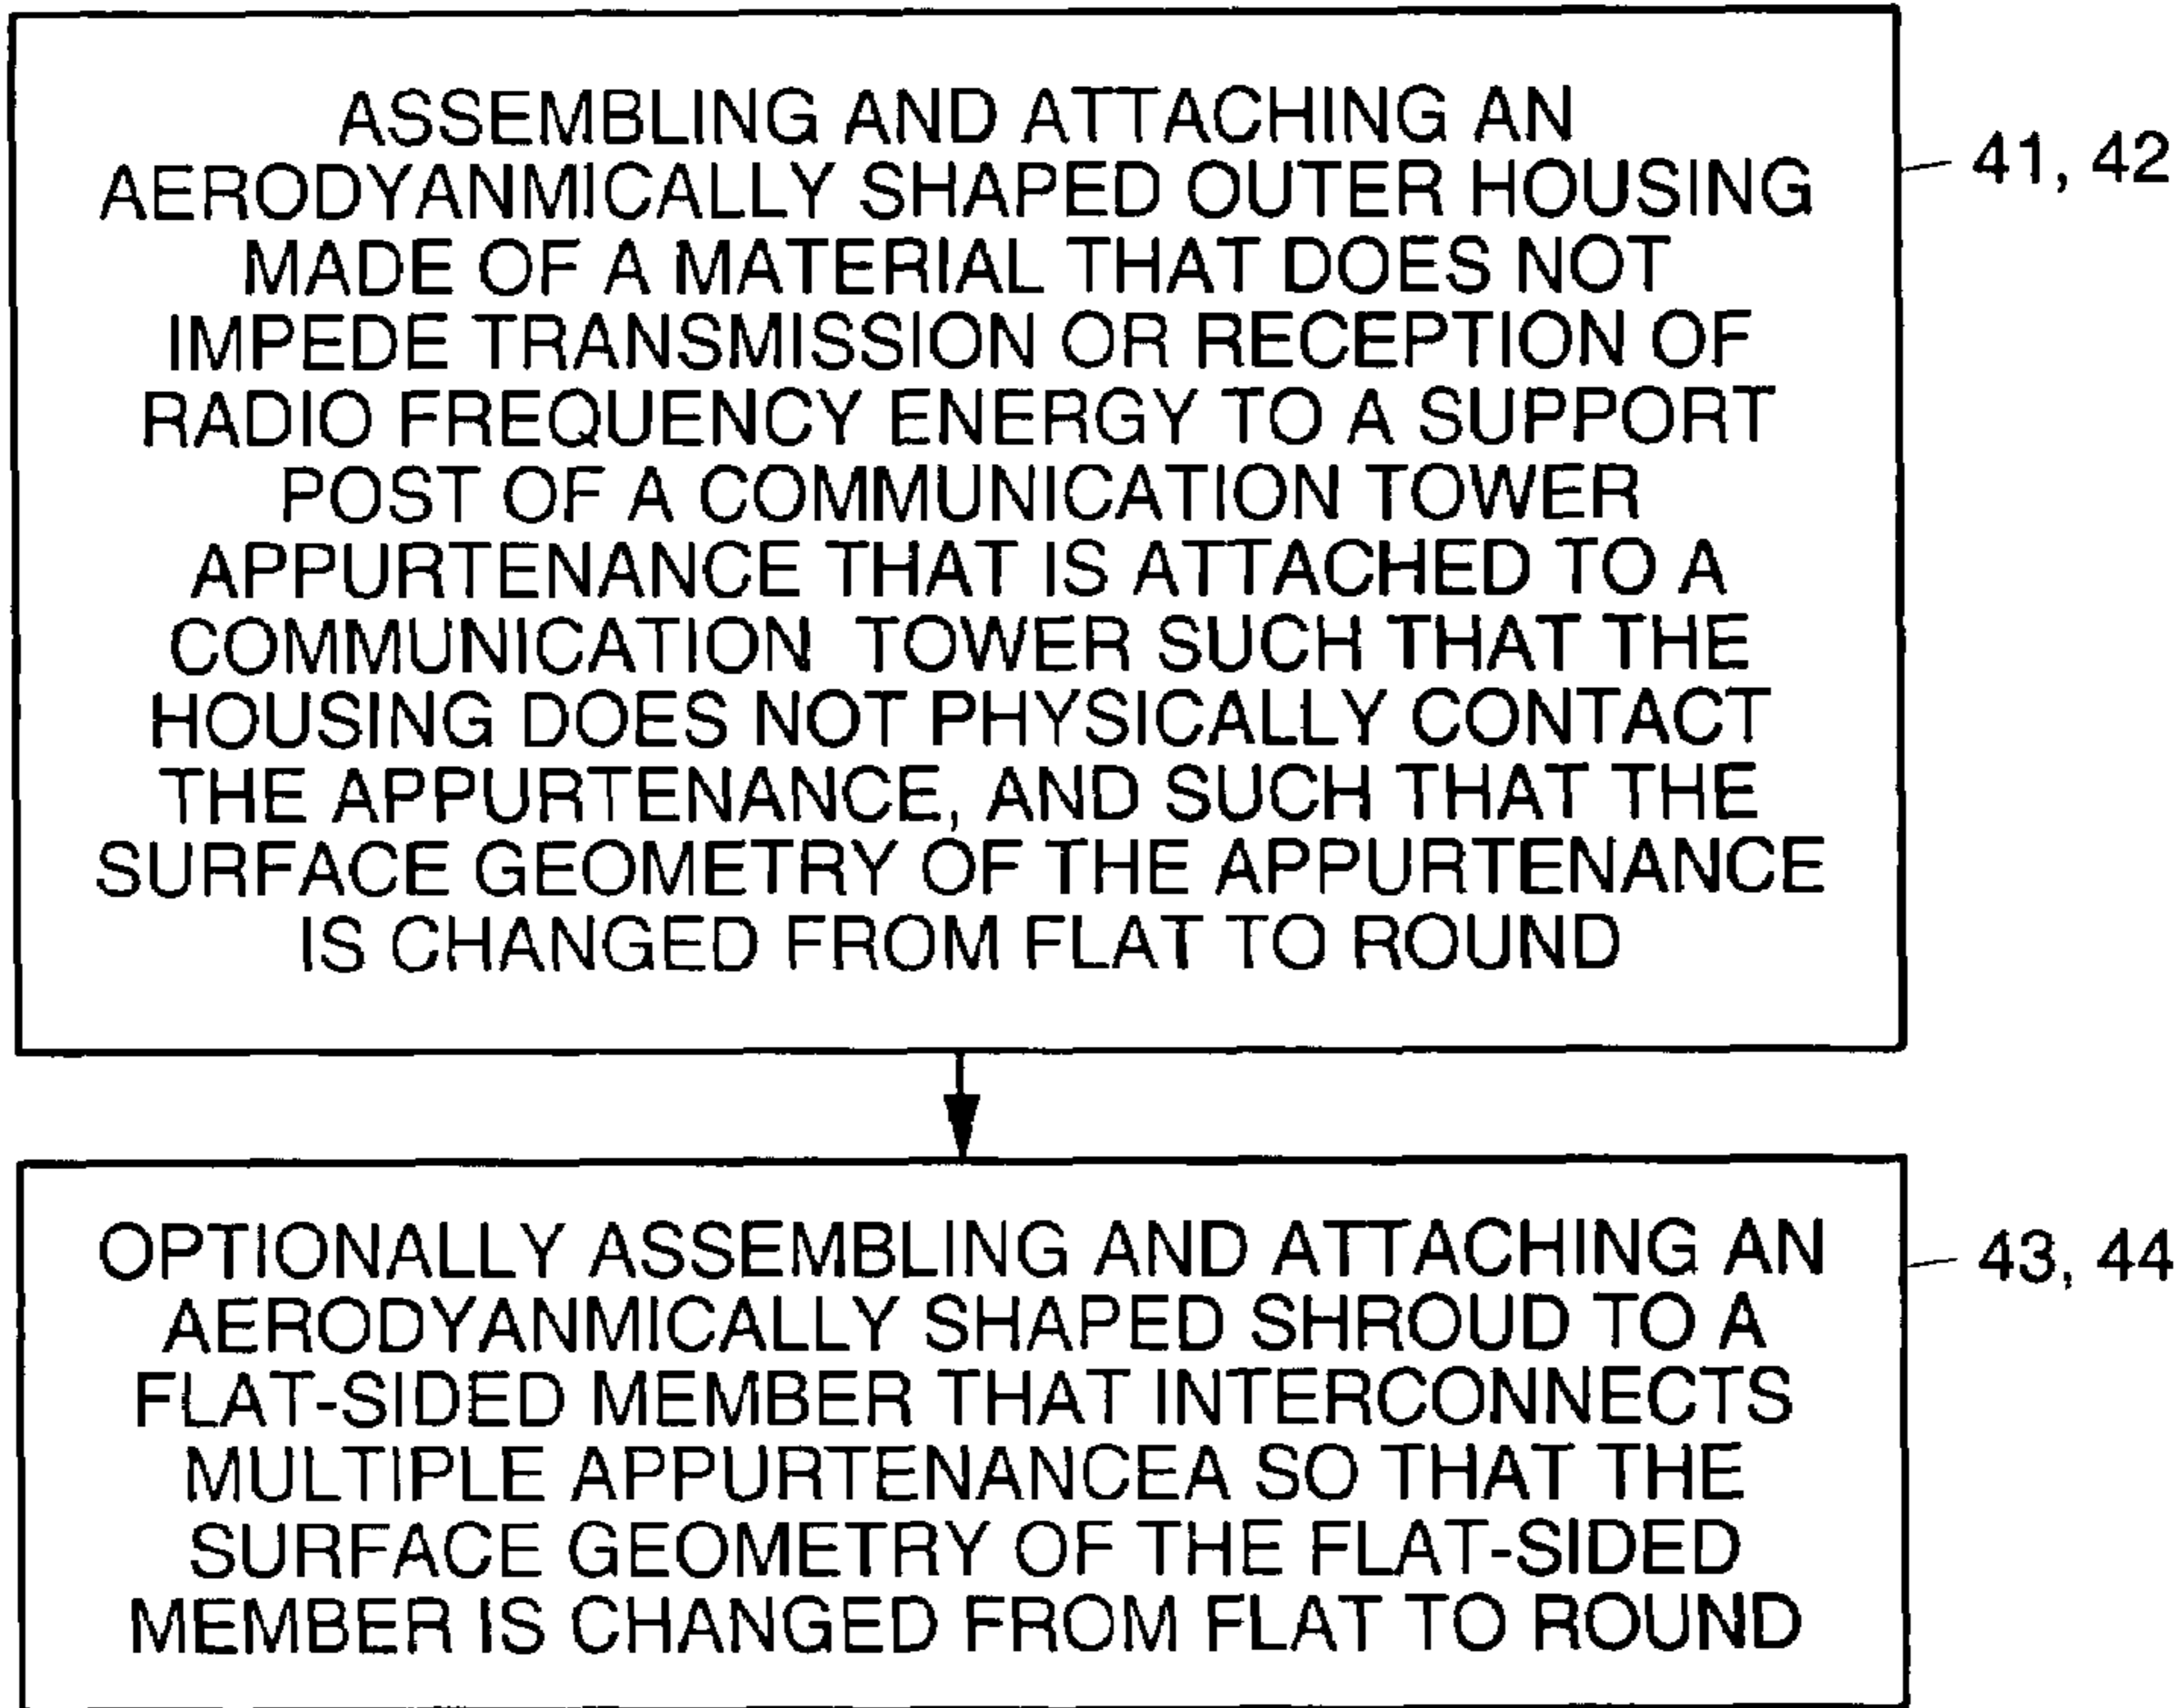 ASSEMBLING AND ATTACHING AN
AERODYANMICALLY SHAPED OUTER HOUSING
MADE OF A MATERIAL THAT DOES NOT
IMPEDE TRANSMISSION OR RECEPTION OF
RADIO FREQUENCY ENERGY TO A SUPPORT
POST OF A COMMUNICATION TOWER
APPURTENANCE THAT IS ATTACHED TO A
COMMUNICATION TOWER SUCH THAT THE
HOUSING DOES NOT PHYSICALLY CONTACT
THE APPURTENANCE, AND SUCH THAT THE
SURFACE GEOMETRY OF THE APPURTENANCE
IS CHANGED FROM FLAT TO ROUND
41, 42
OPTIONALLY ASSEMBLING AND ATTACHING AN
AERODYANMICALLY SHAPED SHROUD TO A
FLAT-SIDED MEMBER THAT INTERCONNECTS
MULTIPLE APPURTENANCEA SO THAT THE
SURFACE GEOMETRY OF THE FLAT-SIDED
MEMBER IS CHANGED FROM FLAT TO ROUND
43, 44